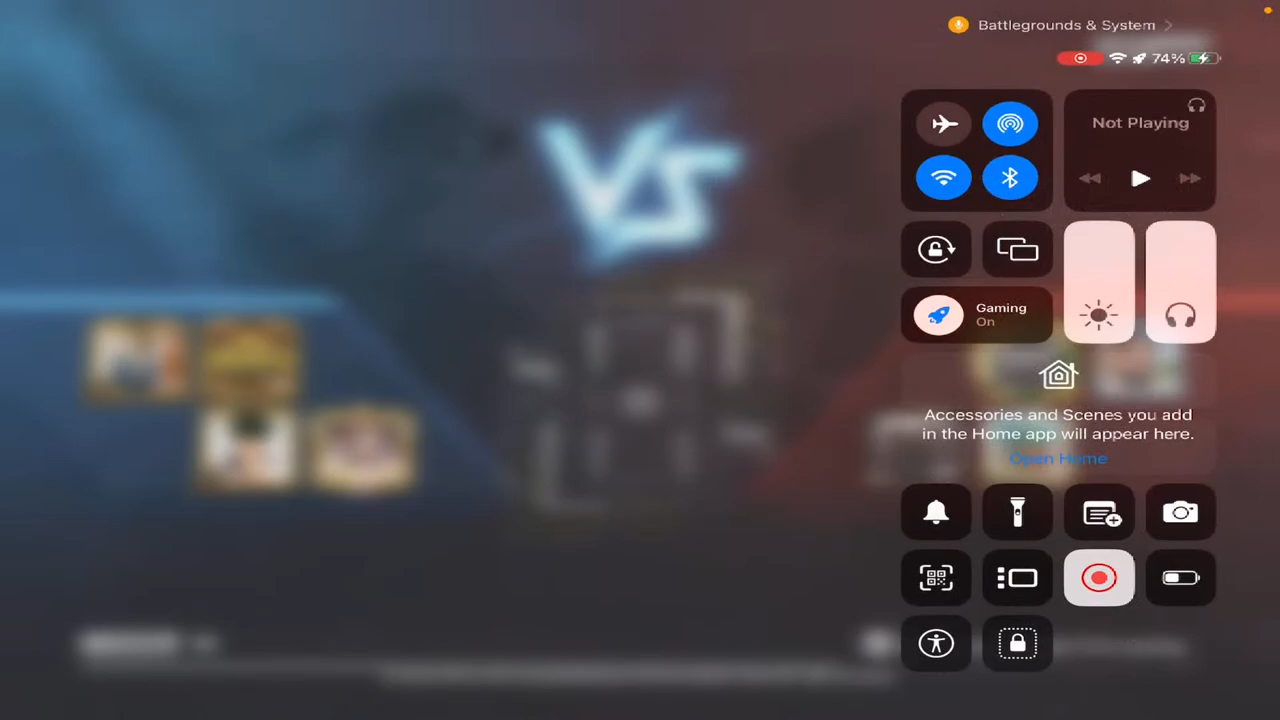 Battlegrounds & System
74%
VS
Not Playing
Gaming
On
Accessories and Scenes you add
in the Home app will appear here.
Open Home